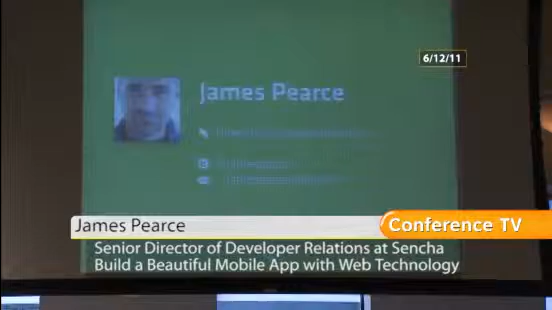 6/12/11
James Pearce
James Pearce
Conference TV
Senior Director of Developer Relations at Sencha
Build a Beautiful Mobile App with Web Technology